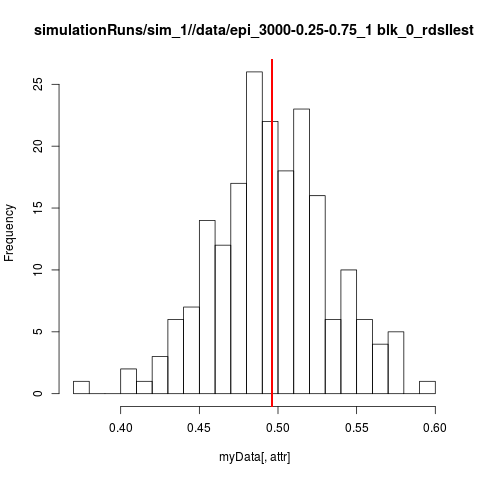 simulationRuns/sim_1//data/epi_3000-0.25-0.75_1 blk_0_rdsllest
Frequency
25
20
15
10
5
0
0.40 0.45 0.50 0.55 0.60
myData[, attr]